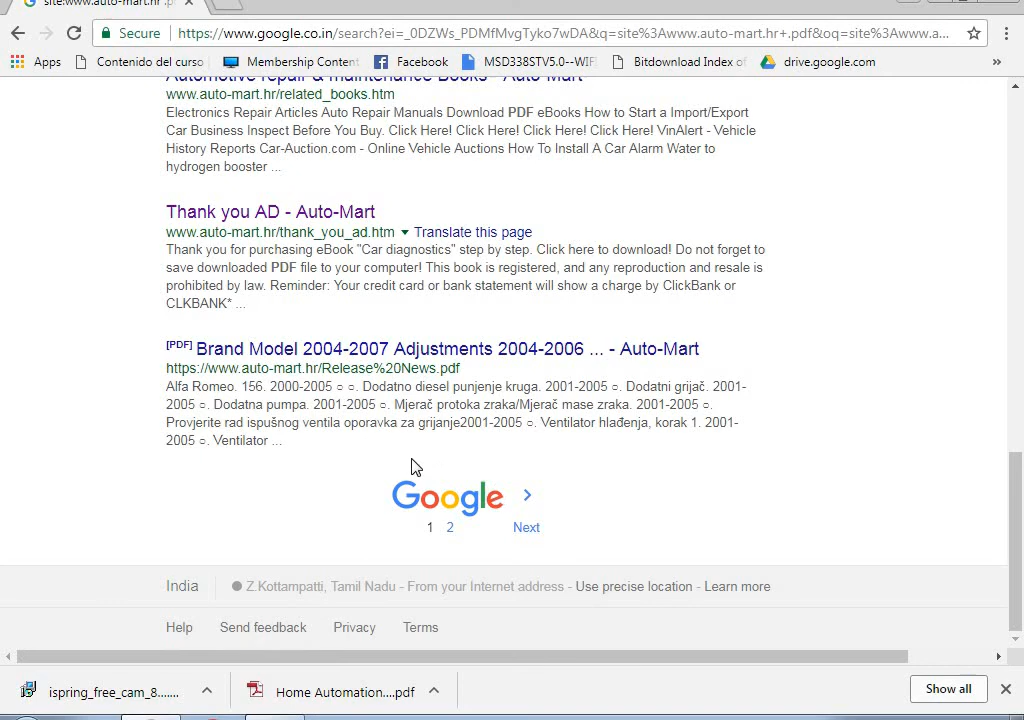 site:www.auto-mart.hr .p
Secure https://www.google.co.in/search?ei=_0DZWs_PDMfMvgTyko7wDA&q=site%3Awww.auto-mart.hr+.pdf&oq=site%3Awww.a...
Apps Contenido del curso Membership Content Facebook MSD338STV5.0--WIF Bitdownload Index of drive.google.com »
Automotive repair & maintenance Books - Auto Mart
www.auto-mart.hr/related_books.htm
Electronics Repair Articles Auto Repair Manuals Download PDF eBooks How to Start a Import/Export
Car Business Inspect Before You Buy. Click Here! Click Here! Click Here! Click Here! VinAlert - Vehicle
History Reports Car-Auction.com - Online Vehicle Auctions How To Install A Car Alarm Water to
hydrogen booster ...
Thank you AD - Auto-Mart
www.auto-mart.hr/thank_you_ad.htm Translate this page
Thank you for purchasing eBook "Car diagnostics" step by step. Click here to download! Do not forget to
save downloaded PDF file to your computer! This book is registered, and any reproduction and resale is
prohibited by law. Reminder: Your credit card or bank statement will show a charge by ClickBank or
CLKBANK* ...
[PDF] Brand Model 2004-2007 Adjustments 2004-2006 ... - Auto-Mart
https://www.auto-mart.hr/Release%20News.pdf
Alfa Romeo. 156. 2000-2005 ○ ○. Dodatno diesel punjenje kruga. 2001-2005 ○. Dodatni grijač. 2001-
2005 ○. Dodatna pumpa. 2001-2005 ○. Mjerač protoka zraka/Mjerač mase zraka. 2001-2005 ○.
Provjerite rad ispušnog ventila oporavka za grijanje2001-2005 ○. Ventilator hlađenja, korak 1. 2001-
2005 ○. Ventilator ...
Google >
1 2 Next
India Z.Kottampatti, Tamil Nadu - From your Internet address - Use precise location - Learn more
Help Send feedback Privacy Terms
ispring_free_cam_8....... Home Automation....pdf Show all